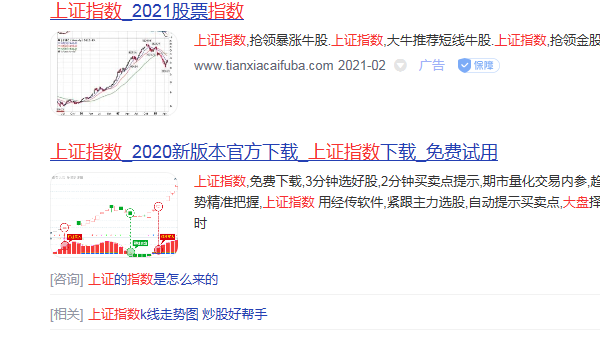 上证指数_2021股票指数
上证指数,抢领暴涨牛股.上证指数,大牛推荐短线牛股.上证指数,抢领金股
www.tianxiacaifuba.com 2021-02 广告 保障
上证指数_2020新版本官方下载_上证指数下载_免费试用
上证指数,免费下载,3分钟选好股,2分钟买卖点提示,期市量化交易内参,趋
势精准把握,上证指数 用经传软件,紧跟主力选股,自动提示买卖点,大盘择
时
[咨询] 上证的指数是怎么来的
[相关] 上证指数k线走势图 炒股好帮手